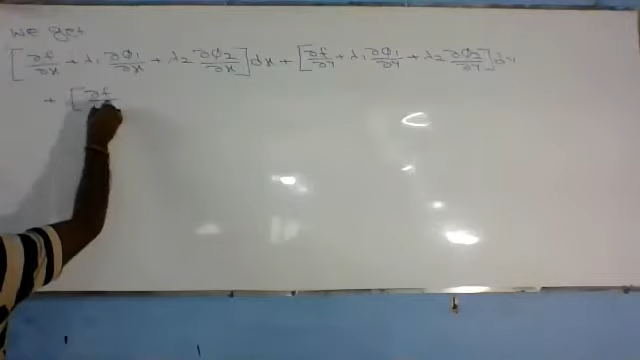 we get
[∂f/∂x + λ₁ ∂φ₁/∂x + λ₂ ∂φ₂/∂x] dx + [∂f/∂y + λ₁ ∂φ₁/∂y + λ₂ ∂φ₂/∂y] dy
+ [∂f